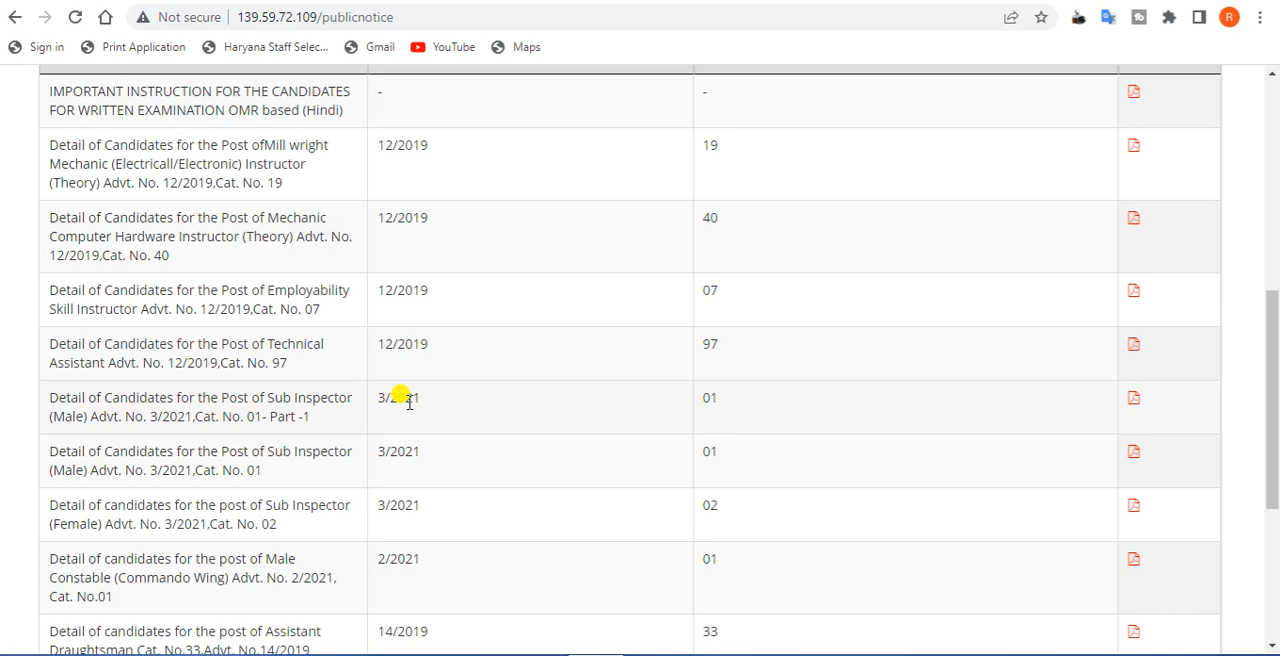 Not secure | 139.59.72.109/publicnotice
R
Sign in Print Application Haryana Staff Selec... Gmail YouTube Maps
IMPORTANT INSTRUCTION FOR THE CANDIDATES - -
FOR WRITTEN EXAMINATION OMR based (Hindi)
Detail of Candidates for the Post ofMill wright 12/2019 19
Mechanic (Electricall/Electronic) Instructor
(Theory) Advt. No. 12/2019,Cat. No. 19
Detail of Candidates for the Post of Mechanic 12/2019 40
Computer Hardware Instructor (Theory) Advt. No.
12/2019,Cat. No. 40
Detail of Candidates for the Post of Employability 12/2019 07
Skill Instructor Advt. No. 12/2019,Cat. No. 07
Detail of Candidates for the Post of Technical 12/2019 97
Assistant Advt. No. 12/2019,Cat. No. 97
Detail of Candidates for the Post of Sub Inspector 3/2021 01
(Male) Advt. No. 3/2021,Cat. No. 01- Part -1
Detail of Candidates for the Post of Sub Inspector 3/2021 01
(Male) Advt. No. 3/2021,Cat. No. 01
Detail of candidates for the post of Sub Inspector 3/2021 02
(Female) Advt. No. 3/2021,Cat. No. 02
Detail of candidates for the post of Male 2/2021 01
Constable (Commando Wing) Advt. No. 2/2021,
Cat. No.01
Detail of candidates for the post of Assistant 14/2019 33
Draughtsman Cat. No.33,Advt. No.14/2019